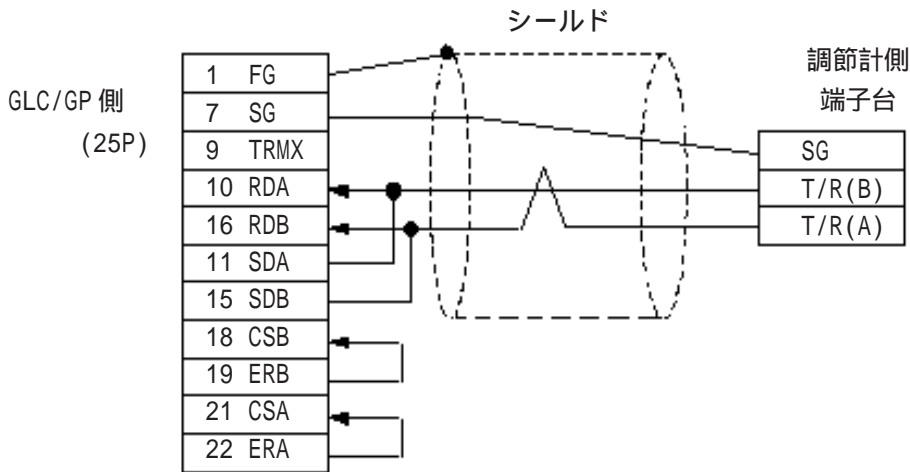 シールド
GLC/GP 側
(25P)
1 FG
7 SG
9 TRMX
10 RDA
16 RDB
11 SDA
15 SDB
18 CSB
19 ERB
21 CSA
22 ERA
調節計側
端子台
SG
T/R(B)
T/R(A)